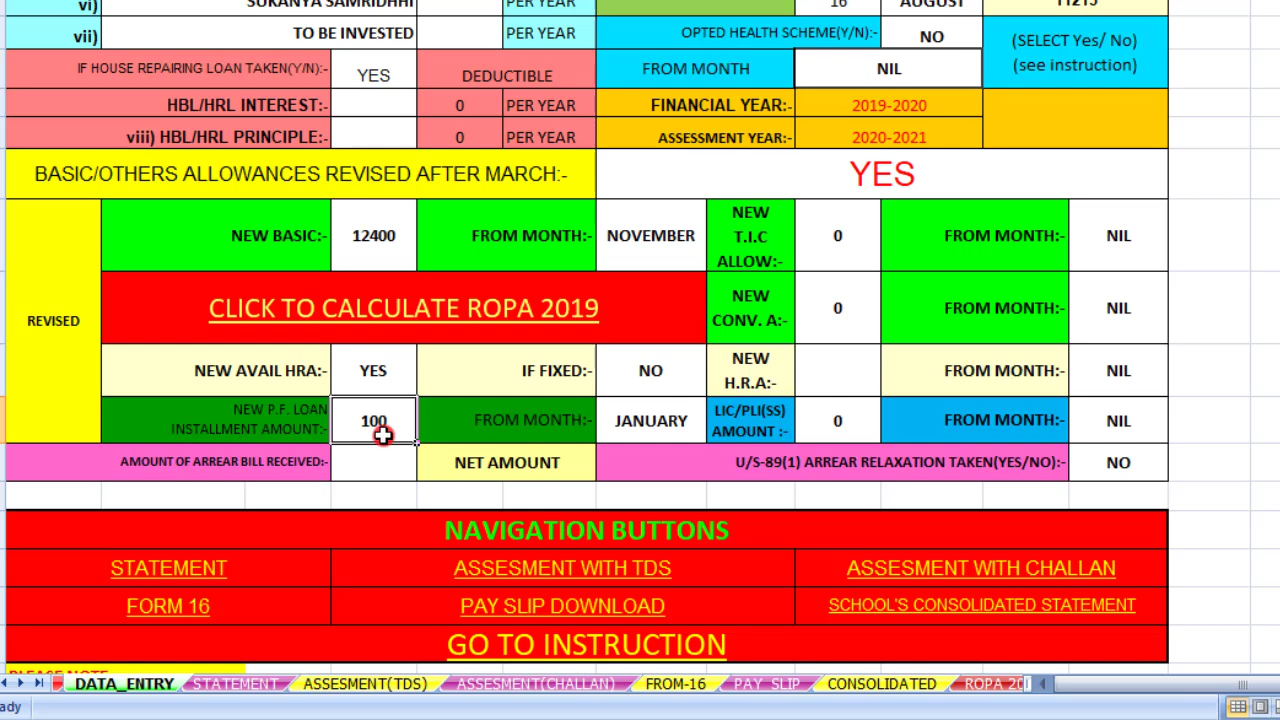 vi) SUKANYA SAMRIDHHI PER YEAR 16 AUGUST 11215
vii) TO BE INVESTED PER YEAR OPTED HEALTH SCHEME(Y/N):- NO (SELECT Yes/ No)
(see instruction)
IF HOUSE REPAIRING LOAN TAKEN(Y/N):- YES DEDUCTIBLE FROM MONTH NIL
HBL/HRL INTEREST:- 0 PER YEAR FINANCIAL YEAR:- 2019-2020
viii) HBL/HRL PRINCIPLE:- 0 PER YEAR ASSESSMENT YEAR:- 2020-2021
BASIC/OTHERS ALLOWANCES REVISED AFTER MARCH:- YES
REVISED
NEW BASIC:- 12400 FROM MONTH:- NOVEMBER NEW T.I.C ALLOW:- 0 FROM MONTH:- NIL
CLICK TO CALCULATE ROPA 2019 NEW CONV. A:- 0 FROM MONTH:- NIL
NEW AVAIL HRA:- YES IF FIXED:- NO NEW H.R.A:- FROM MONTH:- NIL
NEW P.F. LOAN INSTALLMENT AMOUNT:- 100 FROM MONTH:- JANUARY LIC/PLI(SS) AMOUNT :- 0 FROM MONTH:- NIL
AMOUNT OF ARREAR BILL RECEIVED:- NET AMOUNT U/S-89(1) ARREAR RELAXATION TAKEN(YES/NO):- NO
NAVIGATION BUTTONS
STATEMENT ASSESMENT WITH TDS ASSESMENT WITH CHALLAN
FORM 16 PAY SLIP DOWNLOAD SCHOOL'S CONSOLIDATED STATEMENT
GO TO INSTRUCTION
PLEASE NOTE
DATA_ENTRY STATEMENT ASSESMENT(TDS) ASSESMENT(CHALLAN) FROM-16 PAY SLIP CONSOLIDATED ROPA